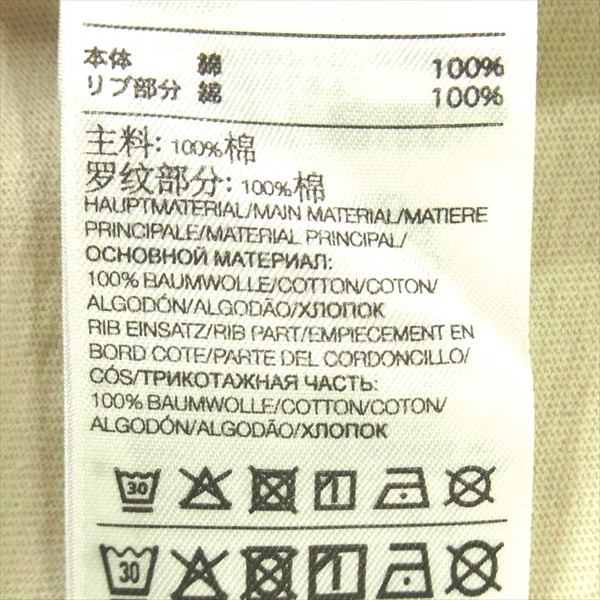 本体 綿 100%
リブ部分 綿 100%
主料: 100%棉
罗纹部分: 100%棉
HAUPTMATERIAL/MAIN MATERIAL/MATIERE
PRINCIPALE/MATERIAL PRINCIPAL/
ОСНОВНОЙ МАТЕРИАЛ:
100% BAUMWOLLE/COTTON/COTON/
ALGODÓN/ALGODÃO/ХЛОПОК
RIB EINSATZ/RIB PART/EMPIECEMENT EN
BORD COTE/PARTE DEL CORDONCILLO/
CÓS/ТРИКОТАЖНАЯ ЧАСТЬ:
100% BAUMWOLLE/COTTON/COTON/
ALGODÓN/ALGODÃO/ХЛОПОК
30
30